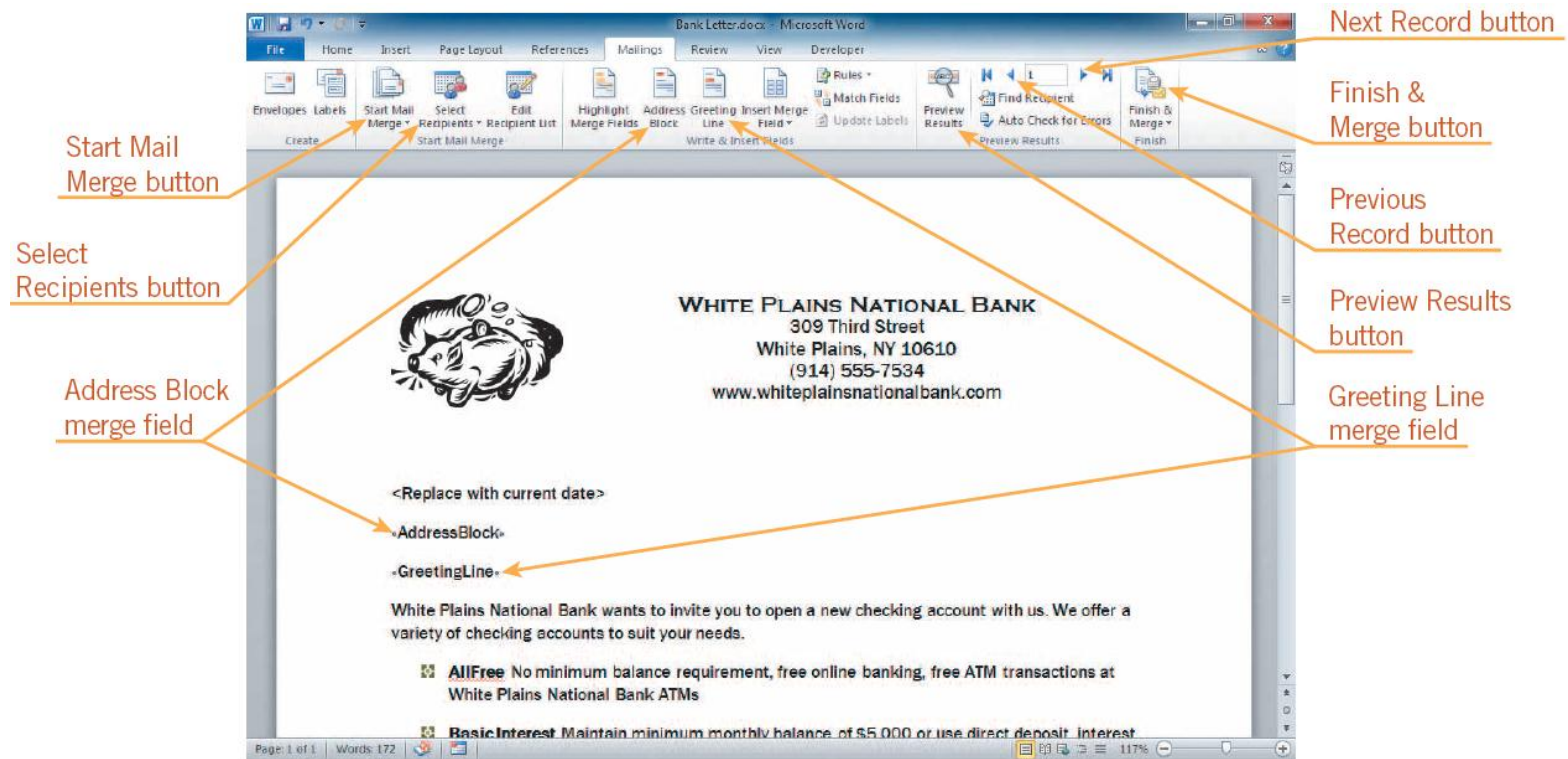 Bank Letter.docx - Microsoft Word
File Home Insert Page Layout References Mailings Review View Developer
Envelopes Labels
Create
Start Mail Merge
Select Recipients
Edit Recipient List
Start Mail Merge
Highlight Merge Fields
Address Block
Greeting Line
Insert Merge Field
Rules
Match Fields
Update Labels
Write & Insert Fields
Preview Results
1
Find Recipient
Auto Check for Errors
Preview Results
Finish & Merge
Finish
Start Mail
Merge button
Select
Recipients button
Address Block
merge field
Next Record button
Finish &
Merge button
Previous
Record button
Preview Results
button
Greeting Line
merge field
WHITE PLAINS NATIONAL BANK
309 Third Street
White Plains, NY 10610
(914) 555-7534
www.whiteplainsnationalbank.com
<Replace with current date>
«AddressBlock»
«GreetingLine»
White Plains National Bank wants to invite you to open a new checking account with us. We offer a
variety of checking accounts to suit your needs.
AllFree No minimum balance requirement, free online banking, free ATM transactions at
White Plains National Bank ATMs
Basic Interest Maintain minimum monthly balance of $5,000 or use direct deposit, interest
Page: 1 of 1 Words: 172 117%